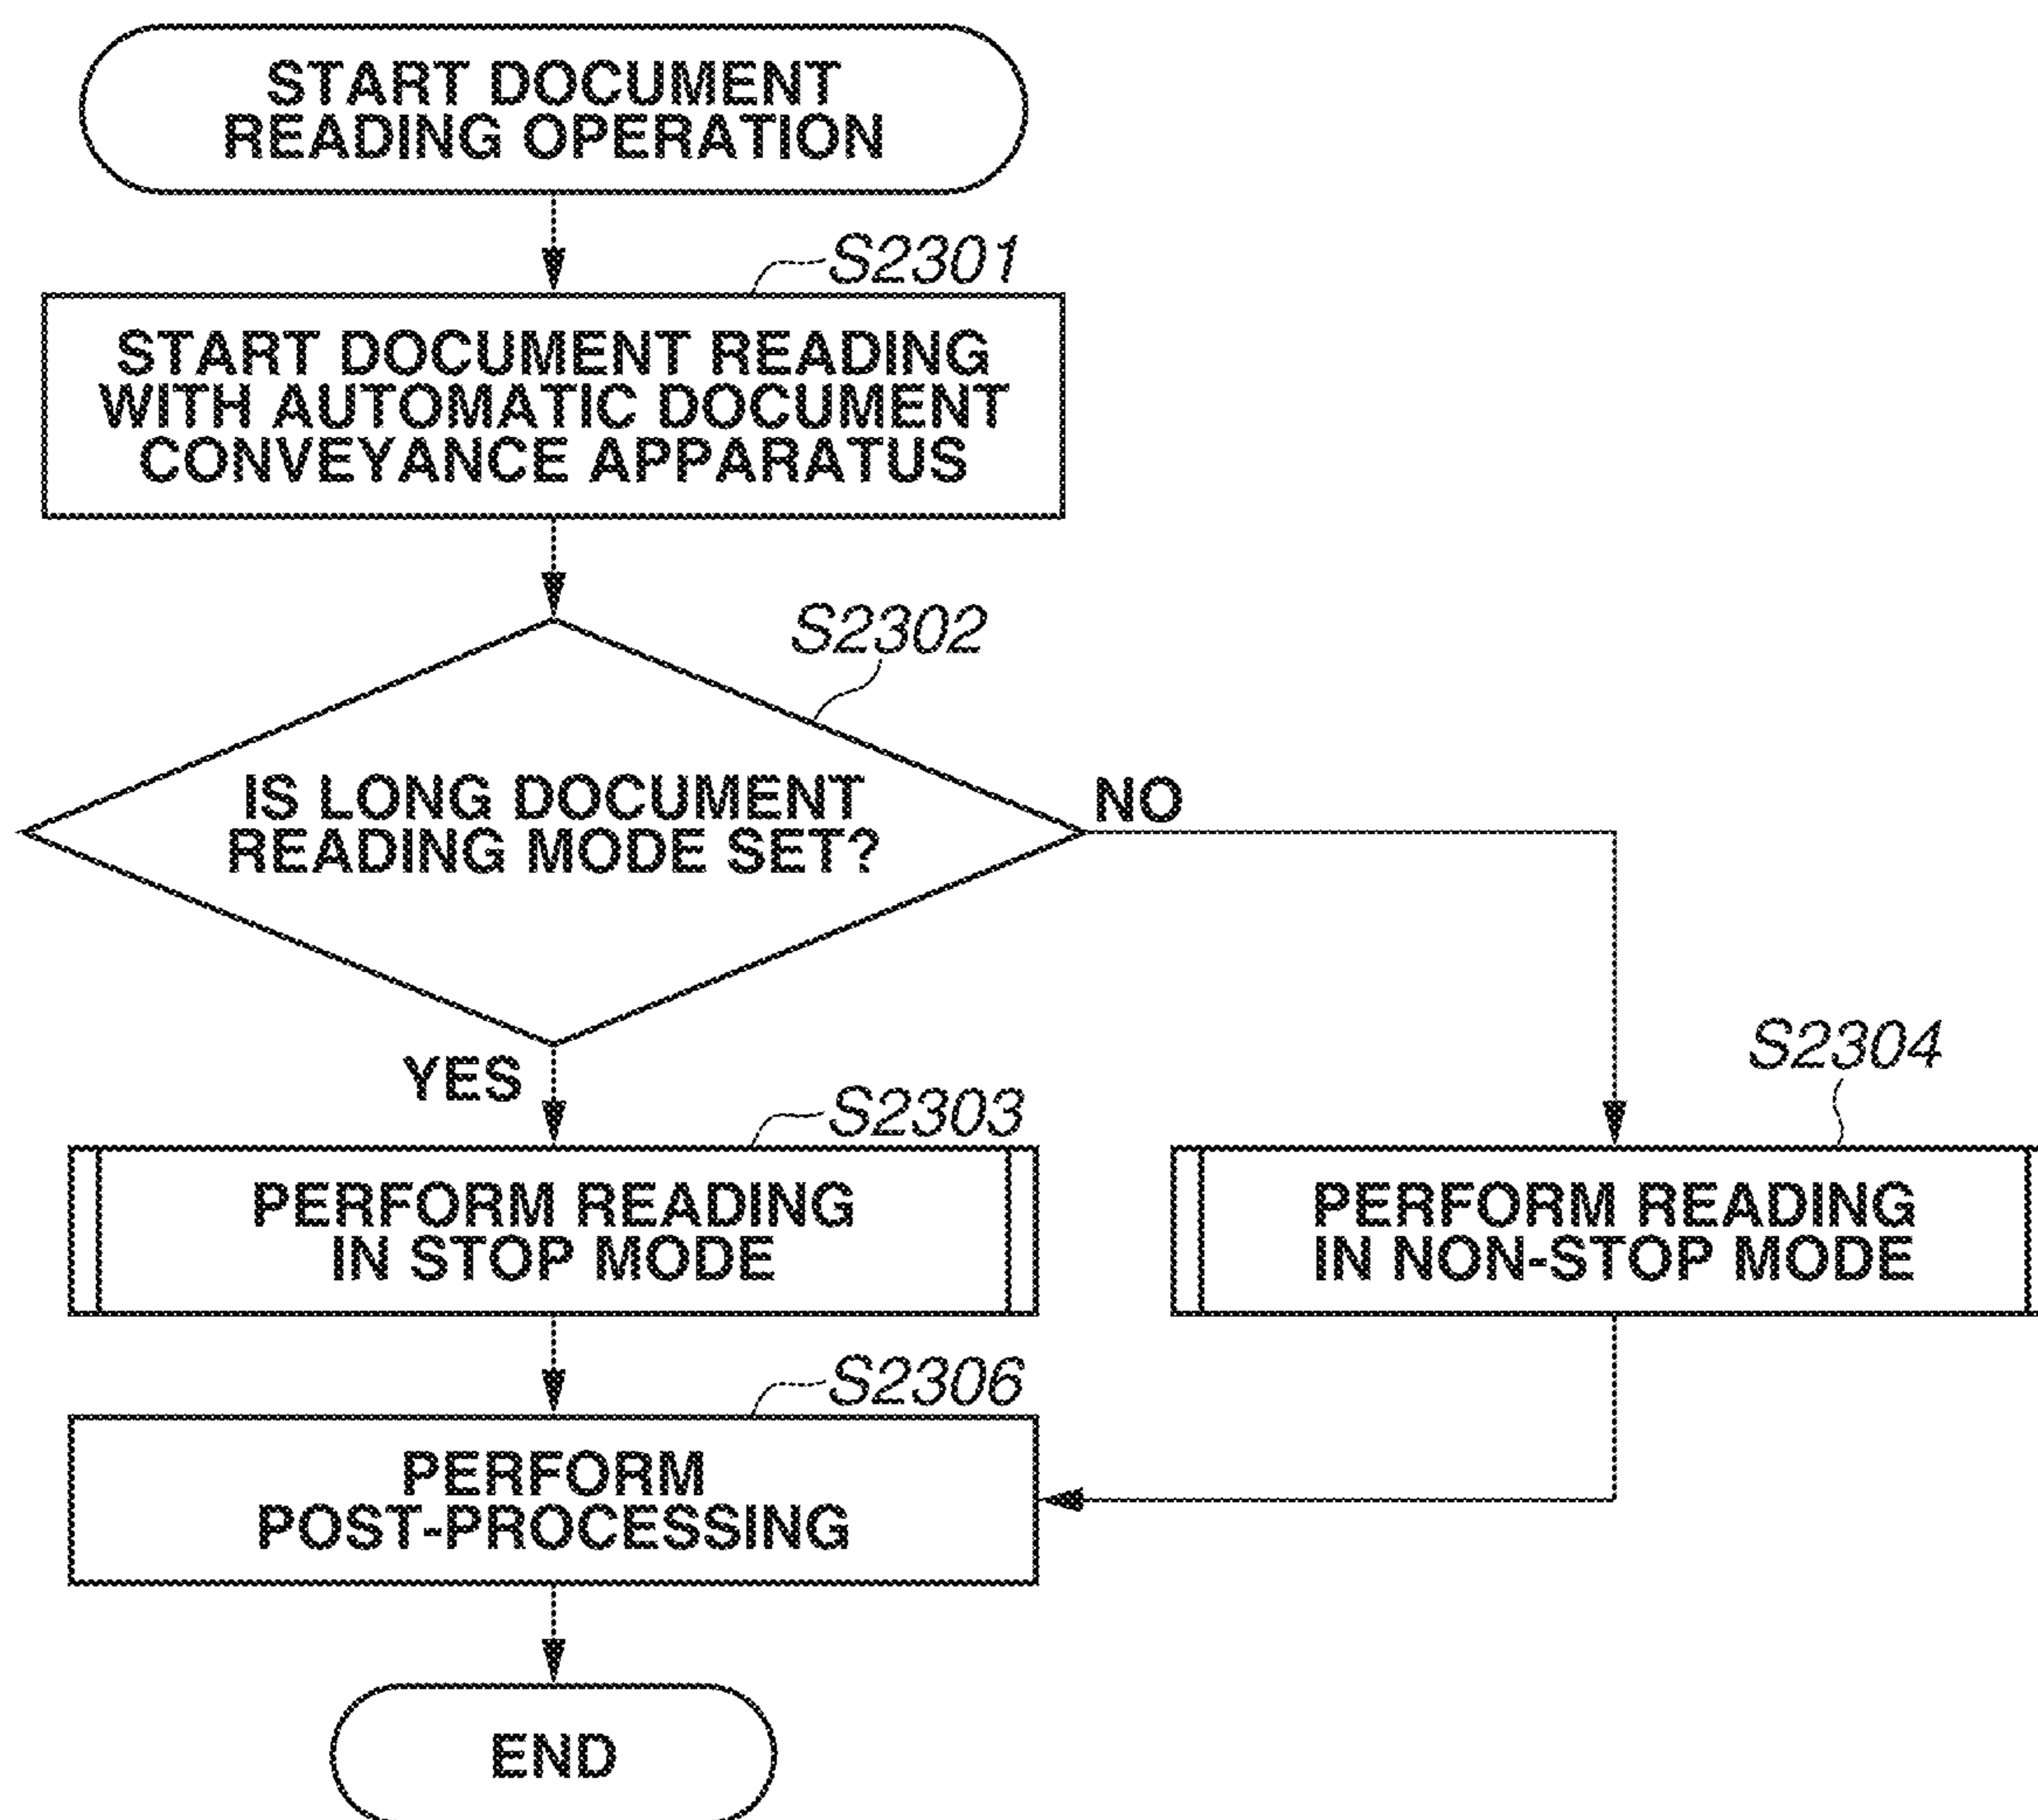 START DOCUMENT
READING OPERATION
S2301
START DOCUMENT READING
WITH AUTOMATIC DOCUMENT
CONVEYANCE APPARATUS
S2302
IS LONG DOCUMENT
READING MODE SET?
NO
YES
S2303
PERFORM READING
IN STOP MODE
S2304
PERFORM READING
IN NON-STOP MODE
S2306
PERFORM
POST-PROCESSING
END